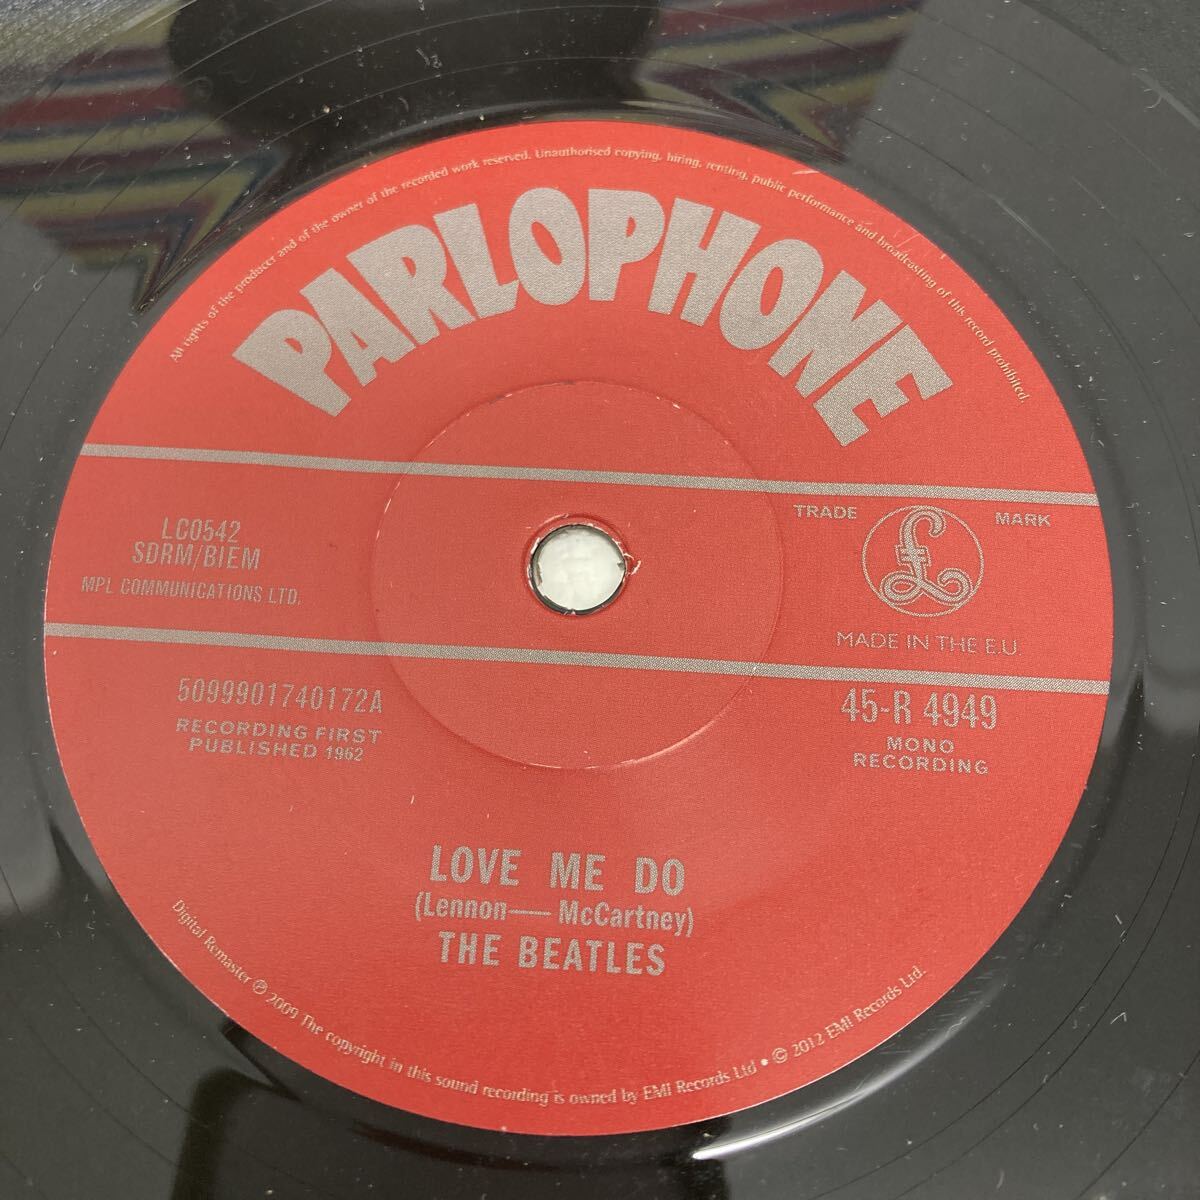 All rights of the producer and of the owner of the recorded work reserved. Unauthorised copying, hiring, renting, public performance and broadcasting of this record prohibited.
PARLOPHONE
LC0542
SDRM/BIEM
MPL COMMUNICATIONS LTD.
TRADE MARK
£
MADE IN THE E.U.
5099901740172A
RECORDING FIRST
PUBLISHED 1962
45-R 4949
MONO
RECORDING
LOVE ME DO
(Lennon—McCartney)
THE BEATLES
Digital Remaster ℗ 2009 The copyright in this sound recording is owned by EMI Records Ltd • © 2012 EMI Records Ltd.